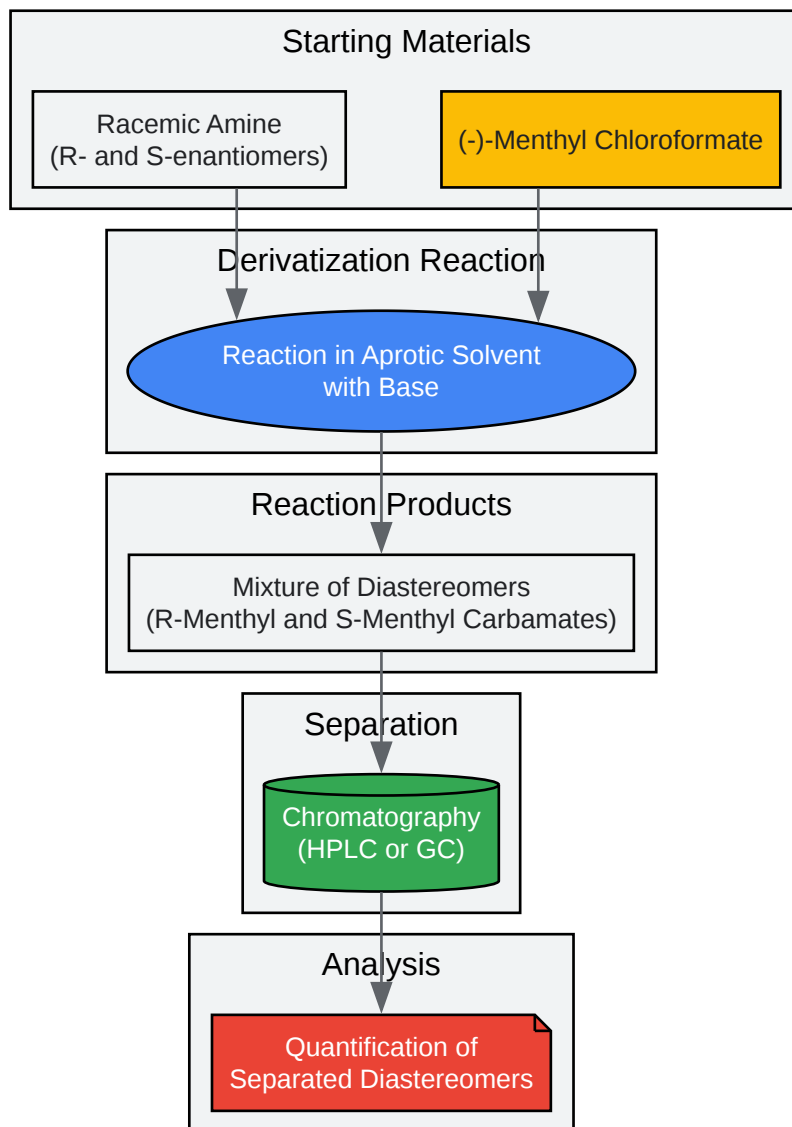 Starting Materials
Racemic Amine
(R- and S-enantiomers)
(-)-Menthyl Chloroformate
Derivatization Reaction
Reaction in Aprotic Solvent
with Base
Reaction Products
Mixture of Diastereomers
(R-Menthyl and S-Menthyl Carbamates)
Separation
Chromatography
(HPLC or GC)
Analysis
Quantification of
Separated Diastereomers